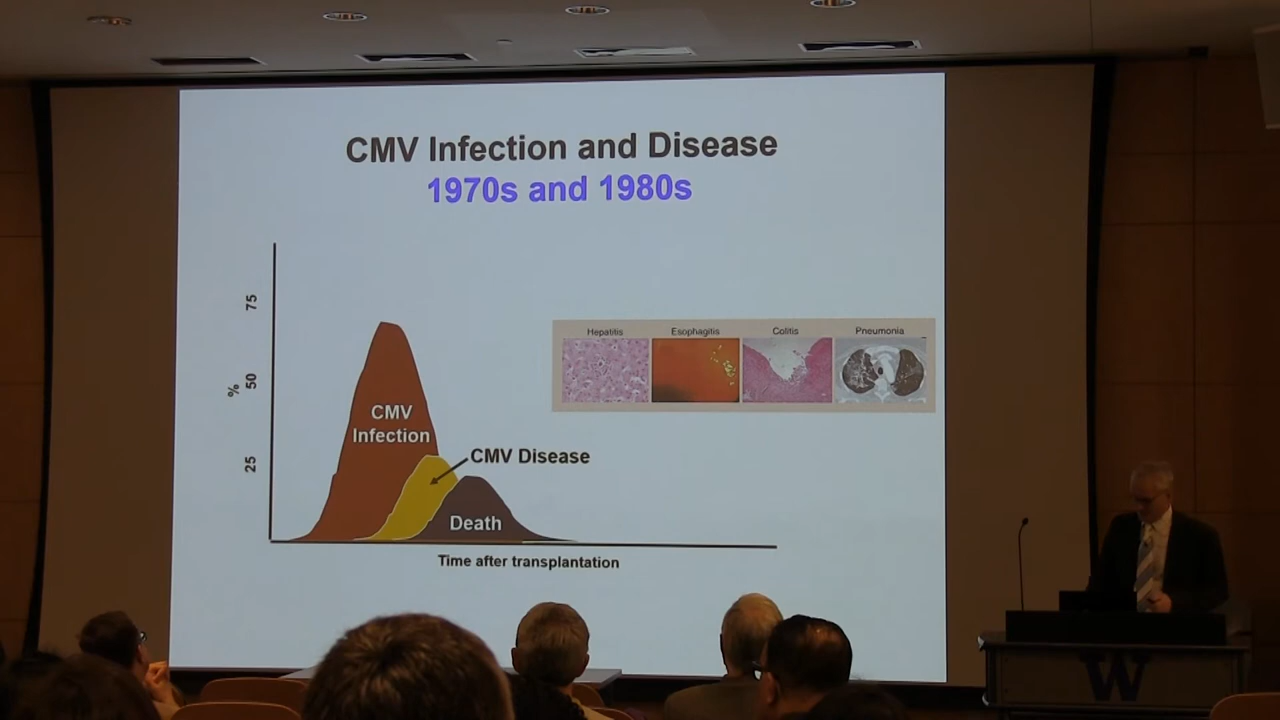 CMV Infection and Disease
1970s and 1980s
75
50
%
25
CMV
Infection
CMV Disease
Death
Time after transplantation
Hepatitis
Esophagitis
Colitis
Pneumonia
W